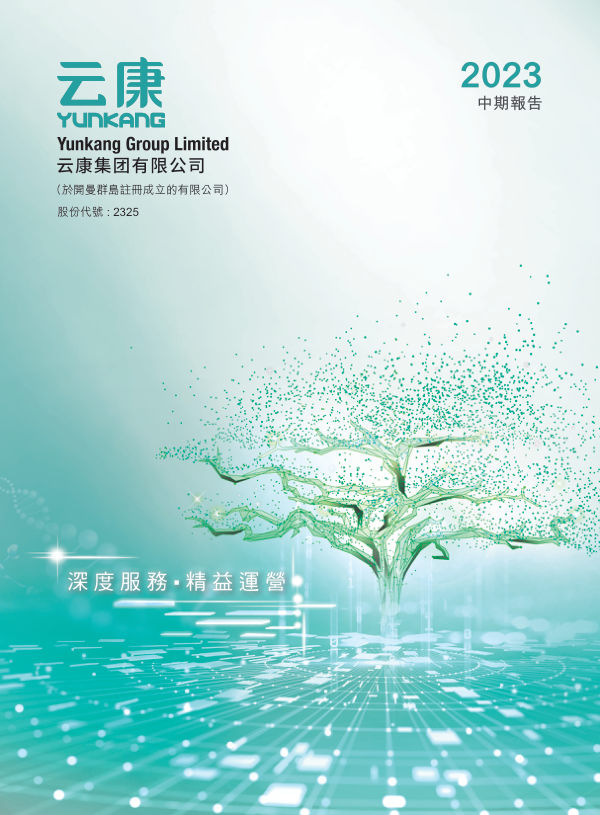 云康
YUNKANG
Yunkang Group Limited
云康集团有限公司
（於開曼群島註冊成立的有限公司）
股份代號 : 2325
2023
中期報告
深度服務▪精益運營